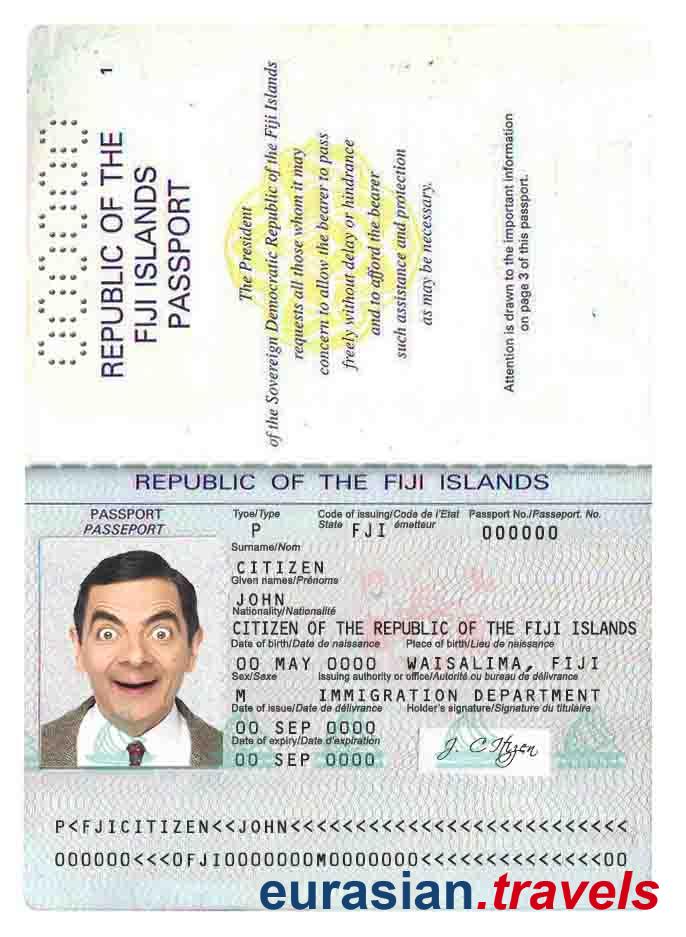 1
REPUBLIC OF THE
FIJI ISLANDS
PASSPORT
The President
of the Sovereign Democratic Republic of the Fiji Islands
requests all those whom it may
concern to allow the bearer to pass
freely without delay or hindrance
and to afford the bearer
such assistance and protection
as may be necessary.
Attention is drawn to the important information
on page 3 of this passport.
REPUBLIC OF THE FIJI ISLANDS
PASSPORT
PASSEPORT
Tyoe/Type
Code of issuing/Code de l'Etat
State émetteur
Passport No./Passeport. No.
P
FJI
000000
Surname/Nom
CITIZEN
Given names/Prénoms
JOHN
Nationality/Nationalité
CITIZEN OF THE REPUBLIC OF THE FIJI ISLANDS
Date of birth/Date de naissance Place of birth/Lieu de naissance
00 MAY 0000 WAISALIMA, FIJI
Sex/Sexe Issuing authority or office/Autorité ou bureau de délivrance
M IMMIGRATION DEPARTMENT
Date of issue/Date de délivrance Holder's signature/Signature du titulaire
00 SEP 0000
Date of expiry/Date d'expiration
00 SEP 0000
J. CItizen
P<FJICITIZEN<<JOHN<<<<<<<<<<<<<<<<<<<<<<<<<<
000000<<<0FJI0000000M0000000<<<<<<<<<<<<<<00
eurasian.travels